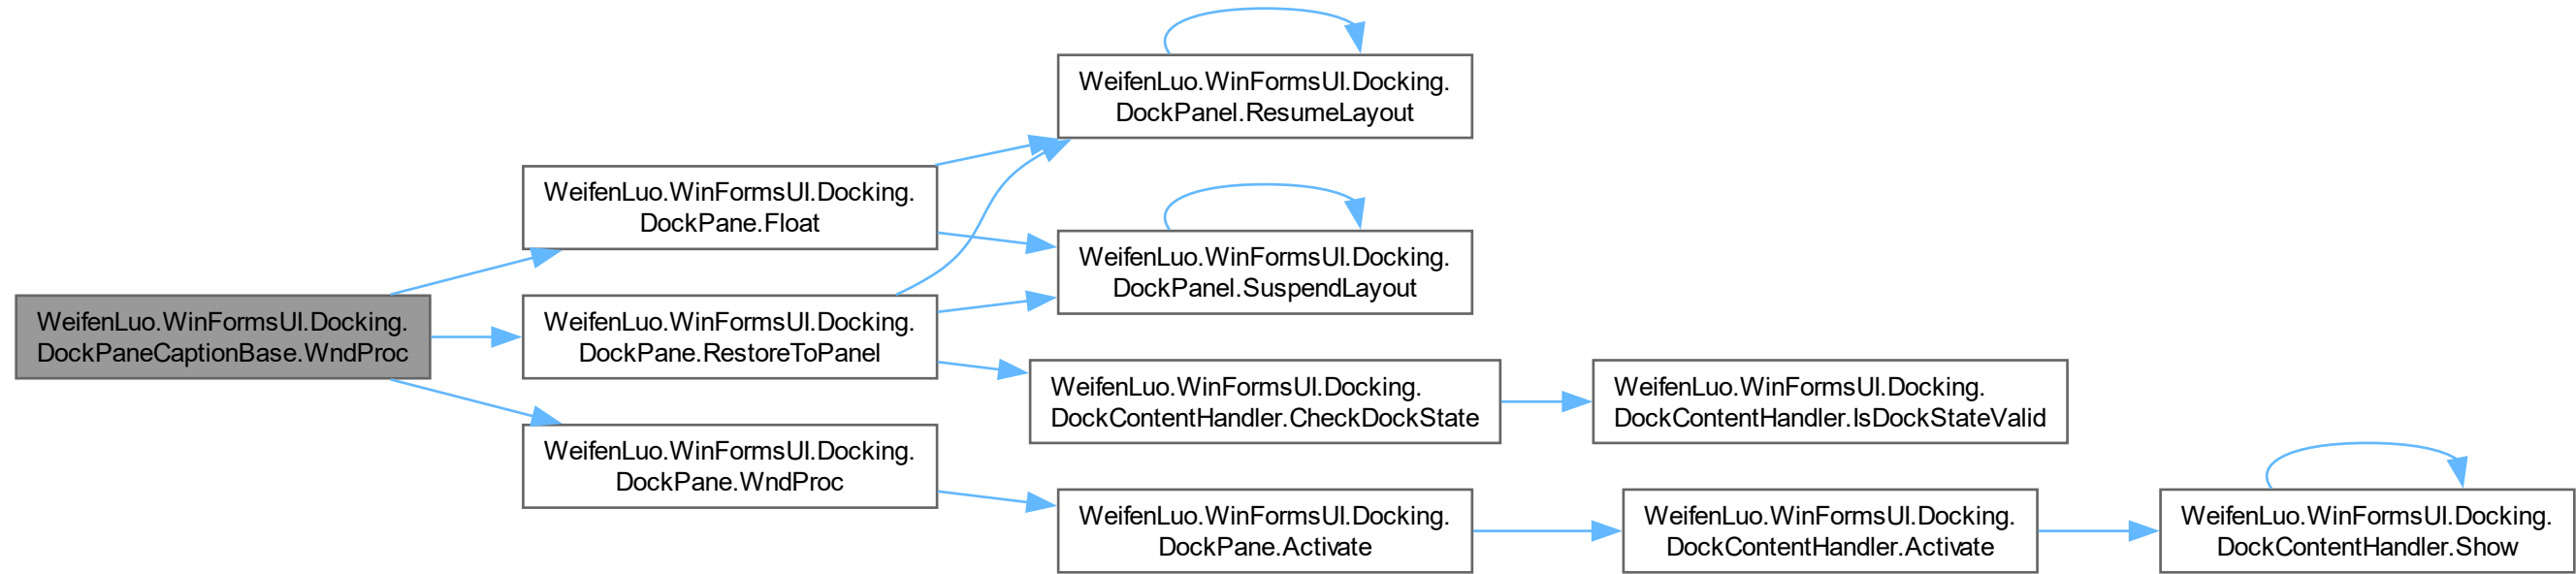 WeifenLuo.WinFormsUI.Docking.
DockPaneCaptionBase.WndProc
WeifenLuo.WinFormsUI.Docking.
DockPane.Float
WeifenLuo.WinFormsUI.Docking.
DockPane.RestoreToPanel
WeifenLuo.WinFormsUI.Docking.
DockPane.WndProc
WeifenLuo.WinFormsUI.Docking.
DockPanel.ResumeLayout
WeifenLuo.WinFormsUI.Docking.
DockPanel.SuspendLayout
WeifenLuo.WinFormsUI.Docking.
DockContentHandler.CheckDockState
WeifenLuo.WinFormsUI.Docking.
DockPane.Activate
WeifenLuo.WinFormsUI.Docking.
DockContentHandler.IsDockStateValid
WeifenLuo.WinFormsUI.Docking.
DockContentHandler.Activate
WeifenLuo.WinFormsUI.Docking.
DockContentHandler.Show